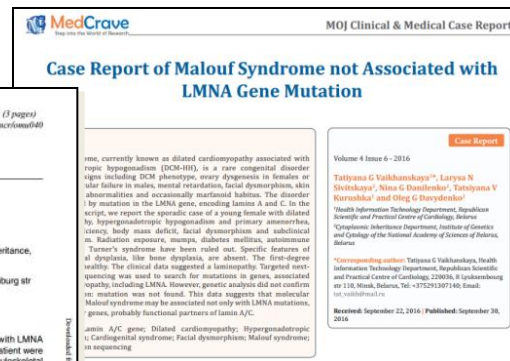 MedCrave
Step into the World of Research
MOJ Clinical & Medical Case Report
Case Report of Malouf Syndrome not Associated with
LMNA Gene Mutation
(3 pages)
ncr/omu040
eritance,
burg str
with LMNA
atient were
Downloaded f
ome, currently known as dilated cardiomyopathy associated with
ropic hypogonadism (DCM-HH), is a rare congenital disorder
igns including DCM phenotype, ovary dysgenesis in females or
ular failure in males, mental retardation, facial dysmorphism, skin
abnormalities and occasionally marfanoid habitus. The disorder
by mutation in the LMNA gene, encoding lamins A and C. In the
script, we report the sporadic case of a young female with dilated
hy, hypergonadotropic hypogonadism and primary amenorrhea,
ciency, body mass deficit, facial dysmorphism and subclinical
m. Radiation exposure, mumps, diabetes mellitus, autoimmune
Turner's syndrome have been ruled out. Specific features of
al dysplasia, like bone dysplasia, are absent. The first-degree
healthy. The clinical data suggested a laminopathy. Targeted next-
quencing was used to search for mutations in genes, associated
opathy, including LMNA. However, genetic analysis did not confirm
on: mutation was not found. This data suggests that molecular
Malouf syndrome may be associated not only with LMNA mutations,
genes, probably functional partners of lamin A/C.
amin A/C gene; Dilated cardiomyopathy; Hypergonadotropic
; Cardiogenital syndrome; Facial dysmorphism; Malouf syndrome;
on sequencing
Case Report
Volume 4 Issue 6 - 2016
Tatiyana G Vaikhanskaya¹*, Larysa N
Sivitskaya², Nina G Danilenko², Tatsiyana V
Kurushka¹ and Oleg G Davydenko²
¹Health Information Technology Department, Republican
Scientific and Practical Centre of Cardiology, Belarus
²Cytoplasmic Inheritance Department, Institute of Genetics
and Cytology of the National Academy of Sciences of Belarus,
Belarus
*Corresponding author: Tatiyana G Vaikhanskaya, Health
Information Technology Department, Republican Scientific
and Practical Centre of Cardiology, 220036, R Lyuksembourg
str 110, Minsk, Belarus, Tel: +375291307140; Email:
Received: September 22, 2016 | Published: September 30,
2016